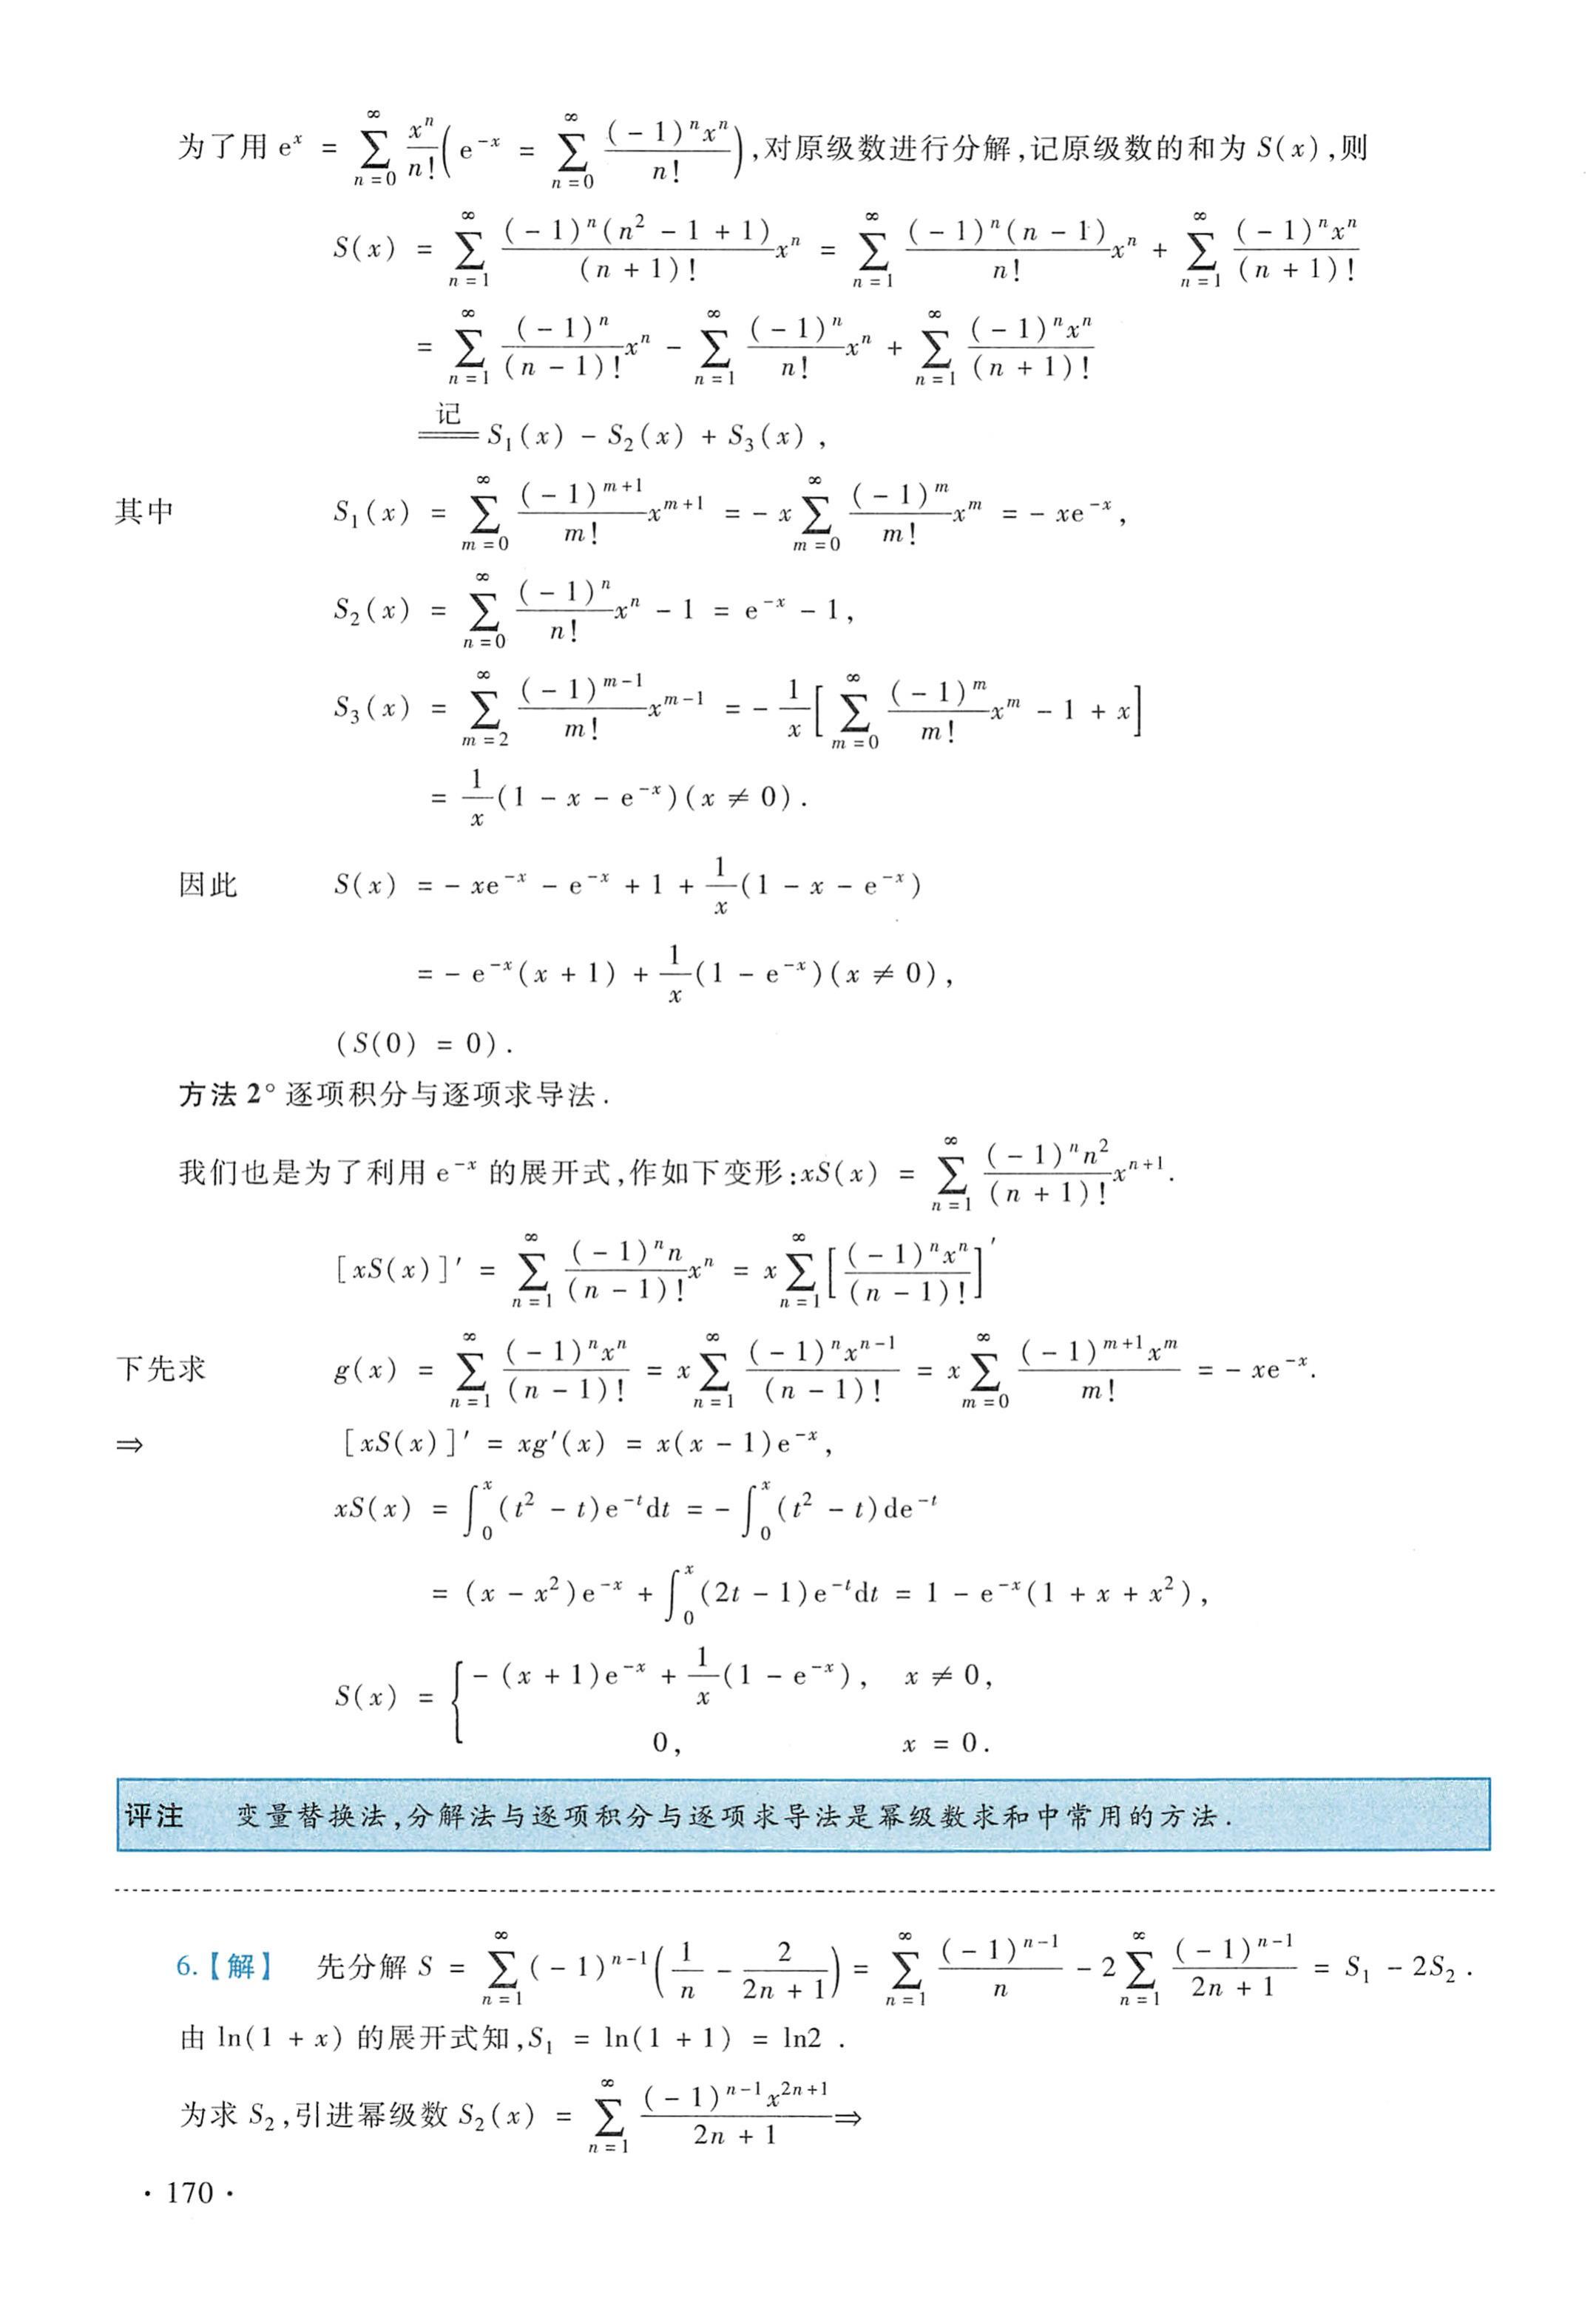 为了用 $e^x = \sum_{n=0}^{\infty} \frac{x^n}{n!} \left( e^{-x} = \sum_{n=0}^{\infty} \frac{(-1)^n x^n}{n!} \right)$,对原级数进行分解,记原级数的和为 $S(x)$,则
$S(x) = \sum_{n=1}^{\infty} \frac{(-1)^n (n^2 - 1 + 1)}{(n+1)!} x^n = \sum_{n=1}^{\infty} \frac{(-1)^n (n-1)}{n!} x^n + \sum_{n=1}^{\infty} \frac{(-1)^n x^n}{(n+1)!}$
$= \sum_{n=1}^{\infty} \frac{(-1)^n}{(n-1)!} x^n - \sum_{n=1}^{\infty} \frac{(-1)^n}{n!} x^n + \sum_{n=1}^{\infty} \frac{(-1)^n x^n}{(n+1)!}$
$\xlongequal{记} S_1(x) - S_2(x) + S_3(x)$ ,
其中 $S_1(x) = \sum_{m=0}^{\infty} \frac{(-1)^{m+1}}{m!} x^{m+1} = -x \sum_{m=0}^{\infty} \frac{(-1)^m}{m!} x^m = -xe^{-x}$,
$S_2(x) = \sum_{n=0}^{\infty} \frac{(-1)^n}{n!} x^n - 1 = e^{-x} - 1$,
$S_3(x) = \sum_{m=2}^{\infty} \frac{(-1)^{m-1}}{m!} x^{m-1} = -\frac{1}{x} \left[ \sum_{m=0}^{\infty} \frac{(-1)^m}{m!} x^m - 1 + x \right]$
$= \frac{1}{x}(1 - x - e^{-x})(x \neq 0)$.
因此 $S(x) = -xe^{-x} - e^{-x} + 1 + \frac{1}{x}(1 - x - e^{-x})$
$= -e^{-x}(x+1) + \frac{1}{x}(1 - e^{-x})(x \neq 0)$,
$(S(0) = 0)$.
方法 2° 逐项积分与逐项求导法.
我们也是为了利用 $e^{-x}$ 的展开式,作如下变形:$xS(x) = \sum_{n=1}^{\infty} \frac{(-1)^n n^2}{(n+1)!} x^{n+1}$.
$[xS(x)]' = \sum_{n=1}^{\infty} \frac{(-1)^n n}{(n-1)!} x^n = x \sum_{n=1}^{\infty} \left[ \frac{(-1)^n x^n}{(n-1)!} \right]'$
下先求 $g(x) = \sum_{n=1}^{\infty} \frac{(-1)^n x^n}{(n-1)!} = x \sum_{n=1}^{\infty} \frac{(-1)^n x^{n-1}}{(n-1)!} = x \sum_{m=0}^{\infty} \frac{(-1)^{m+1} x^m}{m!} = -xe^{-x}$.
⇒ $[xS(x)]' = xg'(x) = x(x-1)e^{-x}$,
$xS(x) = \int_0^x (t^2 - t)e^{-t}dt = -\int_0^x (t^2 - t)de^{-t}$
$= (x - x^2)e^{-x} + \int_0^x (2t - 1)e^{-t}dt = 1 - e^{-x}(1 + x + x^2)$,
$S(x) = \begin{cases} -(x+1)e^{-x} + \frac{1}{x}(1 - e^{-x}), & x \neq 0, \\ 0, & x = 0. \end{cases}$
评注 变量替换法,分解法与逐项积分与逐项求导法是幂级数求和中常用的方法.
6.【解】 先分解 $S = \sum_{n=1}^{\infty} (-1)^{n-1} \left( \frac{1}{n} - \frac{2}{2n+1} \right) = \sum_{n=1}^{\infty} \frac{(-1)^{n-1}}{n} - 2 \sum_{n=1}^{\infty} \frac{(-1)^{n-1}}{2n+1} = S_1 - 2S_2$ .
由 $\ln(1+x)$ 的展开式知,$S_1 = \ln(1+1) = \ln 2$ .
为求 $S_2$,引进幂级数 $S_2(x) = \sum_{n=1}^{\infty} \frac{(-1)^{n-1} x^{2n+1}}{2n+1}$⇒
· 170 ·